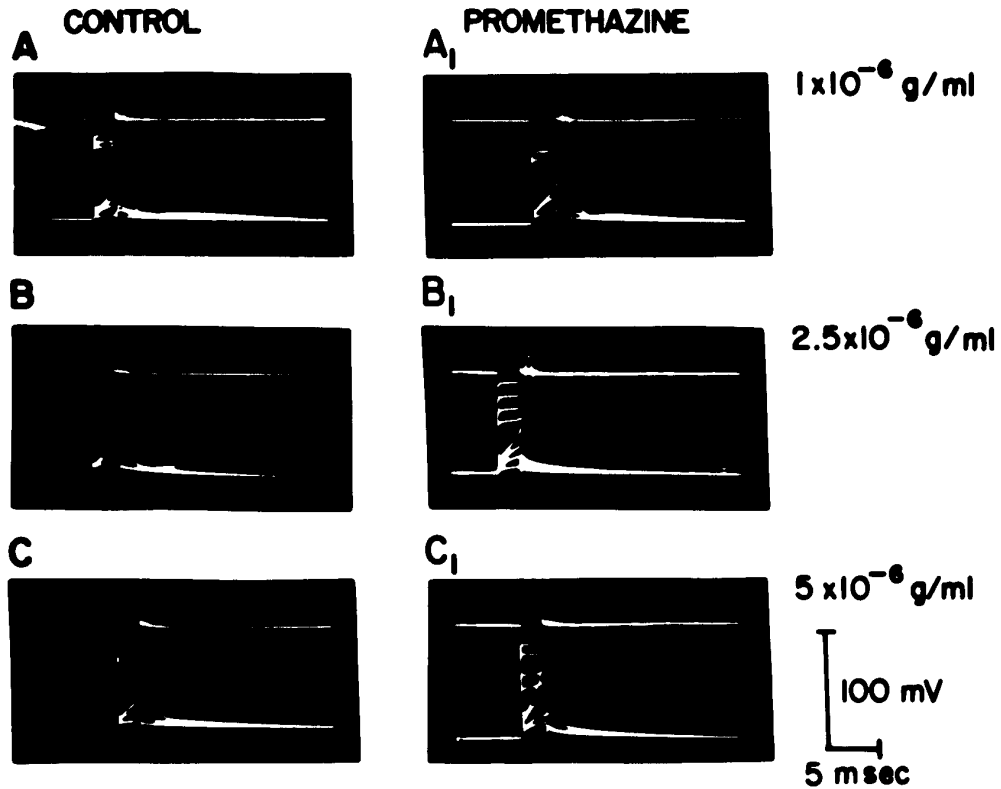 CONTROL PROMETHAZINE
A A₁ 1x10⁻⁶ g/ml
B B₁ 2.5x10⁻⁶ g/ml
C C₁ 5x10⁻⁶ g/ml
100 mV
5 msec